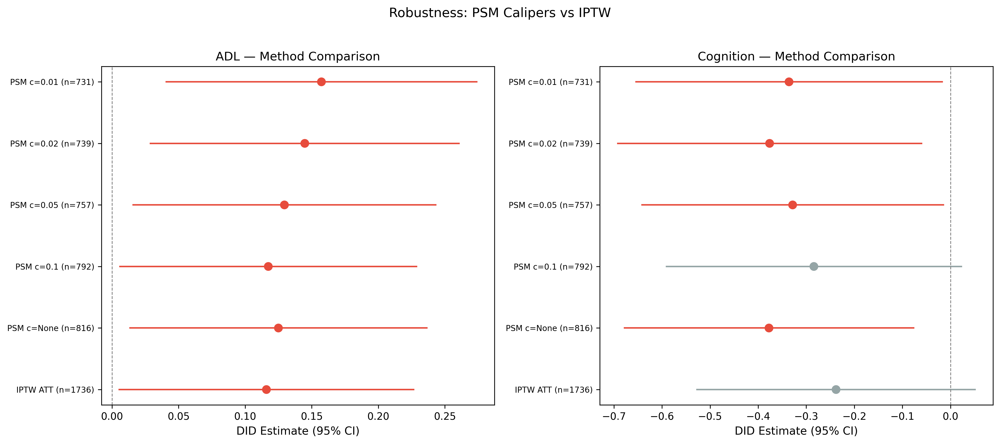 Robustness: PSM Calipers vs IPTW
ADL — Method Comparison
PSM c=0.01 (n=731)
PSM c=0.02 (n=739)
PSM c=0.05 (n=757)
PSM c=0.1 (n=792)
PSM c=None (n=816)
IPTW ATT (n=1736)
0.00 0.05 0.10 0.15 0.20 0.25
DID Estimate (95% CI)
Cognition — Method Comparison
PSM c=0.01 (n=731)
PSM c=0.02 (n=739)
PSM c=0.05 (n=757)
PSM c=0.1 (n=792)
PSM c=None (n=816)
IPTW ATT (n=1736)
−0.7 −0.6 −0.5 −0.4 −0.3 −0.2 −0.1 0.0
DID Estimate (95% CI)